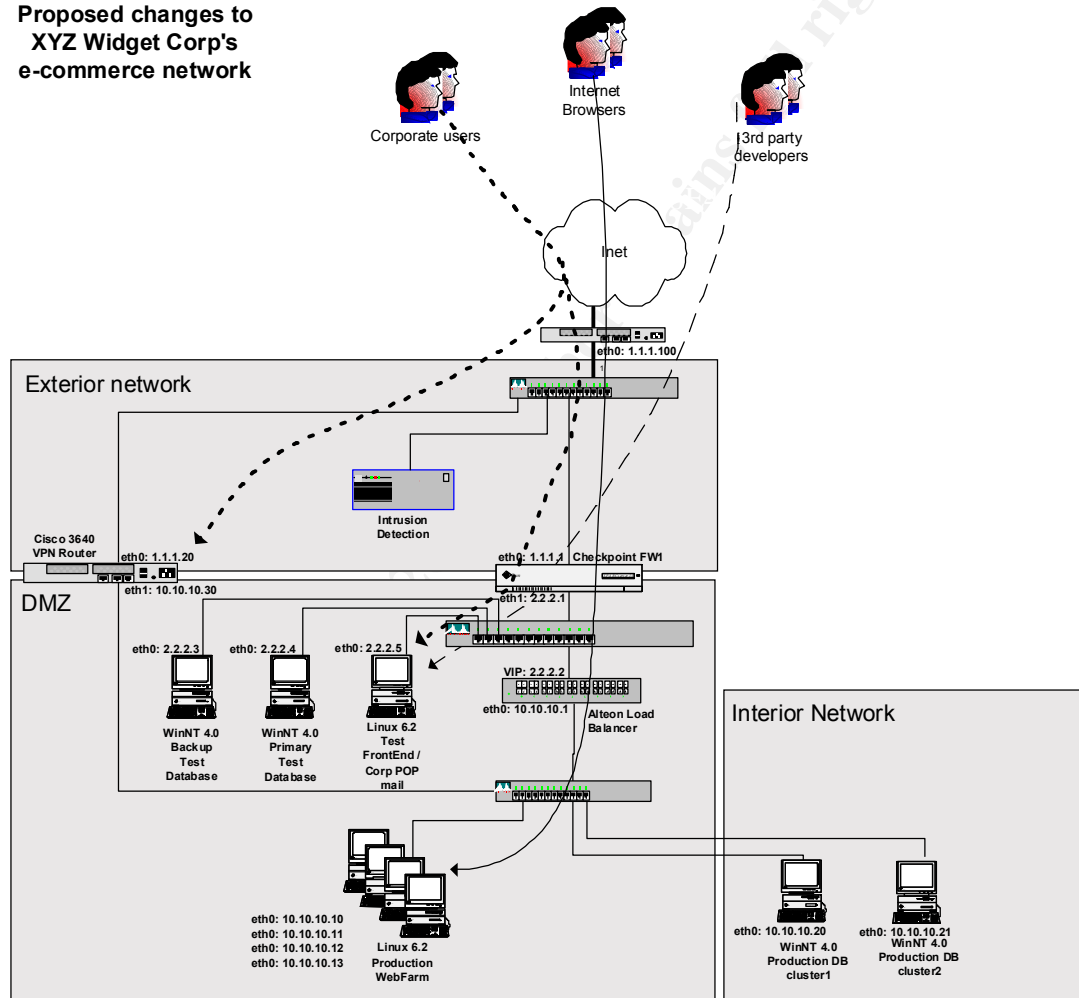 Proposed changes to
XYZ Widget Corp's
e-commerce network
Internet
Browsers
Corporate users
3rd party
developers
Inet
eth0: 1.1.1.100
1
Exterior network
Intrusion
Detection
Cisco 3640
VPN Router
eth0: 1.1.1.20
eth1: 10.10.10.30
eth0: 1.1.1.1
Checkpoint FW1
eth1: 2.2.2.1
DMZ
eth0: 2.2.2.3
eth0: 2.2.2.4
eth0: 2.2.2.5
WinNT 4.0
Backup
Test
Database
WinNT 4.0
Primary
Test
Database
Linux 6.2
Test
FrontEnd /
Corp POP
mail
VIP: 2.2.2.2
eth0: 10.10.10.1
Alteon Load
Balancer
Interior Network
eth0: 10.10.10.10
eth0: 10.10.10.11
eth0: 10.10.10.12
eth0: 10.10.10.13
Linux 6.2
Production
WebFarm
eth0: 10.10.10.20
WinNT 4.0
Production DB
cluster1
eth0: 10.10.10.21
WinNT 4.0
Production DB
cluster2